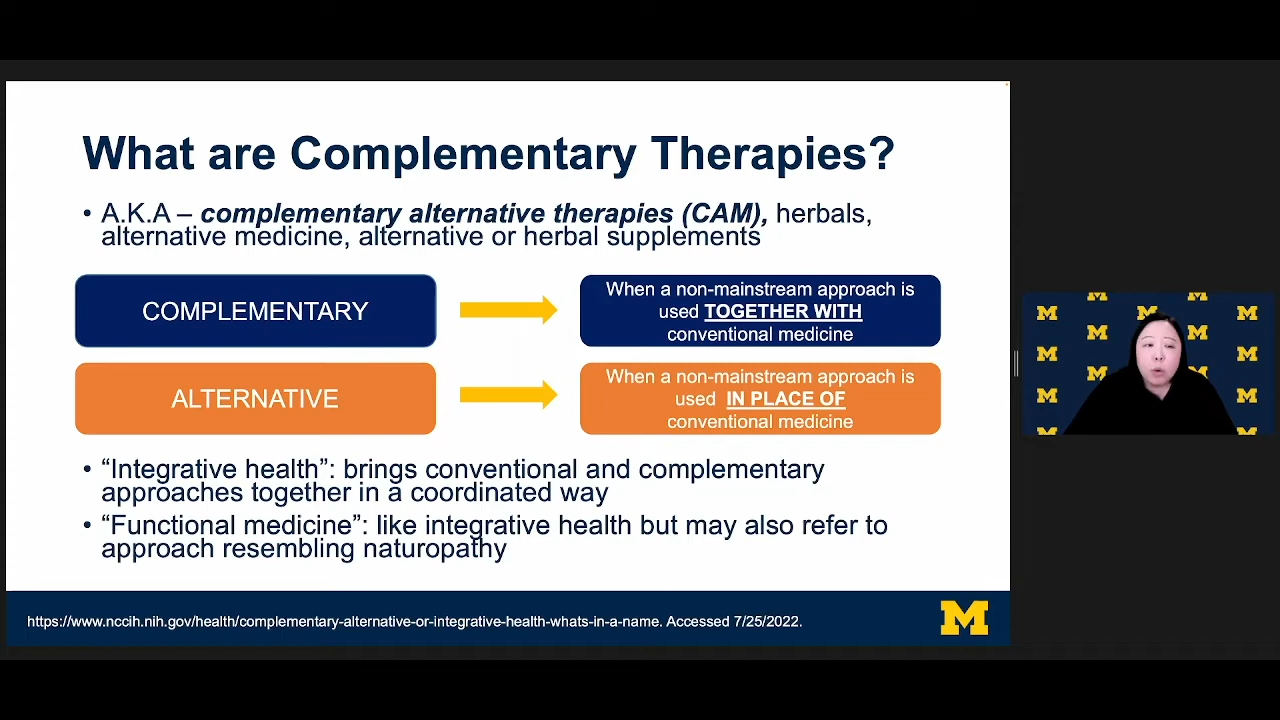 What are Complementary Therapies?
• A.K.A – complementary alternative therapies (CAM), herbals,
alternative medicine, alternative or herbal supplements
COMPLEMENTARY
When a non-mainstream approach is
used TOGETHER WITH
conventional medicine
ALTERNATIVE
When a non-mainstream approach is
used IN PLACE OF
conventional medicine
• “Integrative health”: brings conventional and complementary
approaches together in a coordinated way
• “Functional medicine”: like integrative health but may also refer to
approach resembling naturopathy
https://www.nccih.nih.gov/health/complementary-alternative-or-integrative-health-whats-in-a-name. Accessed 7/25/2022.
M